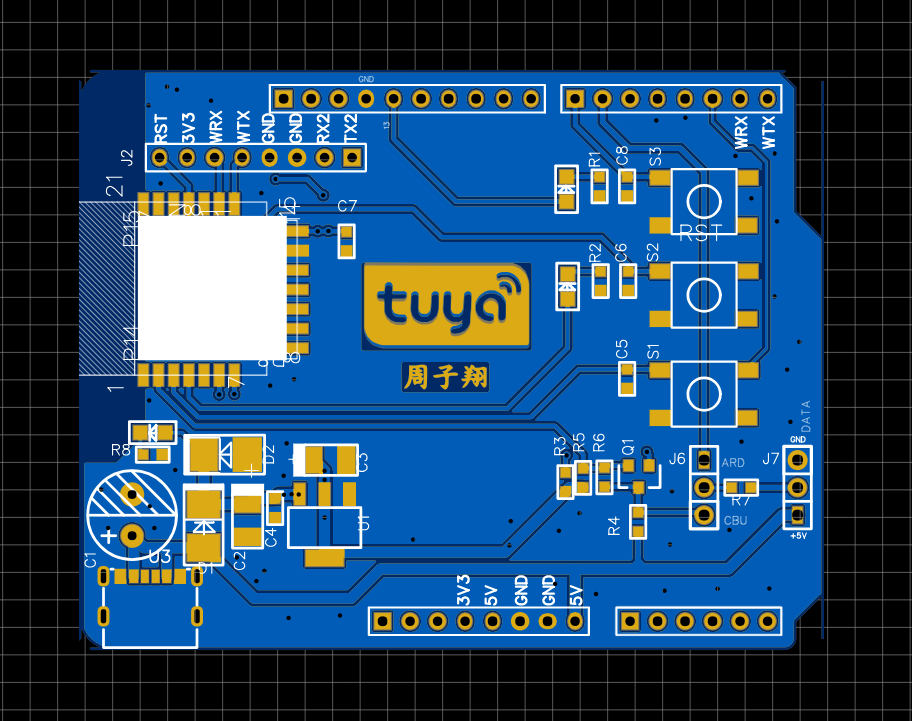 GND
RST 3V3 WRX WTX GND GND RX2 TX2
WRX WTX
J2
13
21
P15
C7
R1 C8 S3
RST
R2 C6 S2
tuya
周子翔
P14
1
7
C5 S1
DATA
R8
D2
C3
R3 R5 R6 Q1
J6 ARD
J7 GND
R7
CBU
+5V
R4
C1
U3
C2
C4
U1
3V3 5V GND GND 5V